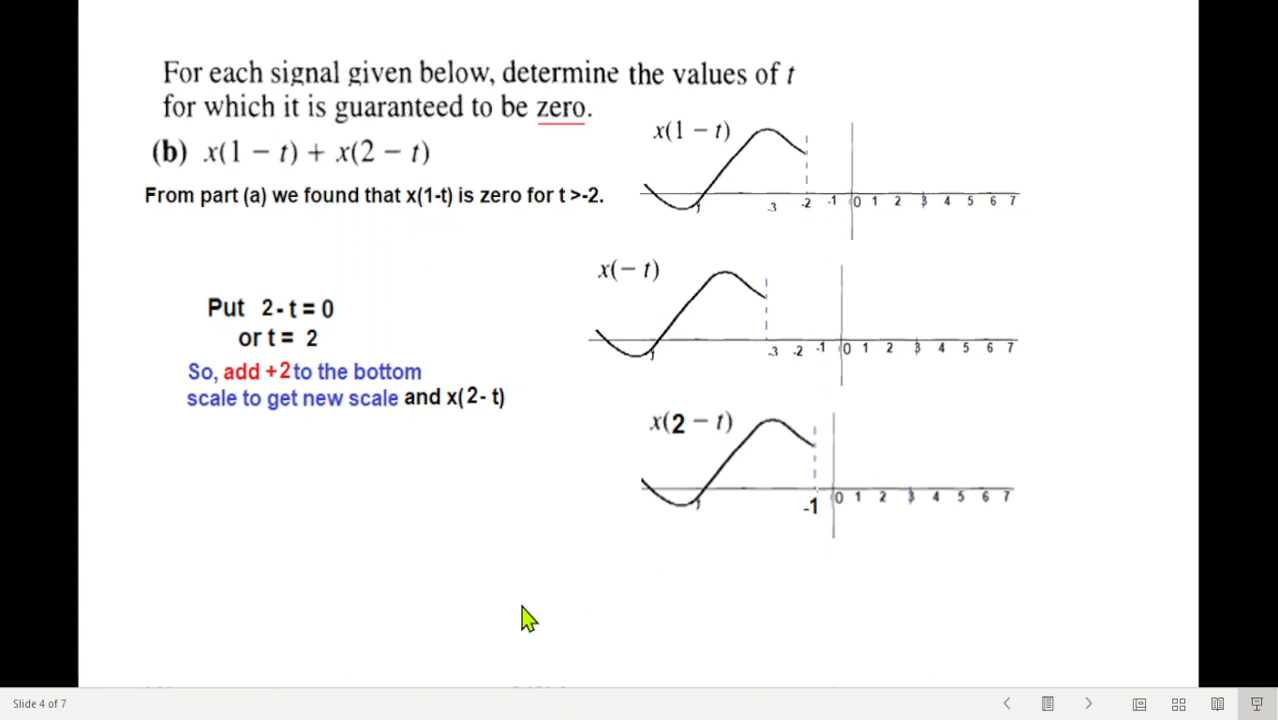 For each signal given below, determine the values of t
for which it is guaranteed to be zero.
(b) x(1 − t) + x(2 − t)
From part (a) we found that x(1-t) is zero for t >-2.
x(1 − t)
-3 -2 -1 0 1 2 3 4 5 6 7
x(− t)
-3 -2 -1 0 1 2 3 4 5 6 7
Put 2 - t = 0
or t = 2
So, add +2 to the bottom
scale to get new scale and x( 2- t)
x(2 − t)
-1 0 1 2 3 4 5 6 7
Slide 4 of 7